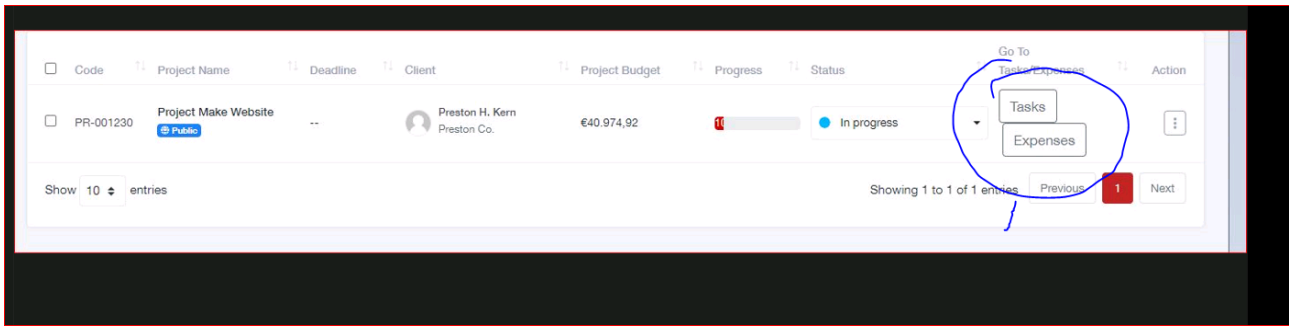 Go To
Code Project Name Deadline Client Project Budget Progress Status Tasks/Expenses Action
Project Make Website Preston H. Kern Tasks
PR-001230 -- €40.974,92 10 In progress
Public Preston Co. Expenses
Show 10 entries Showing 1 to 1 of 1 entries Previous 1 Next